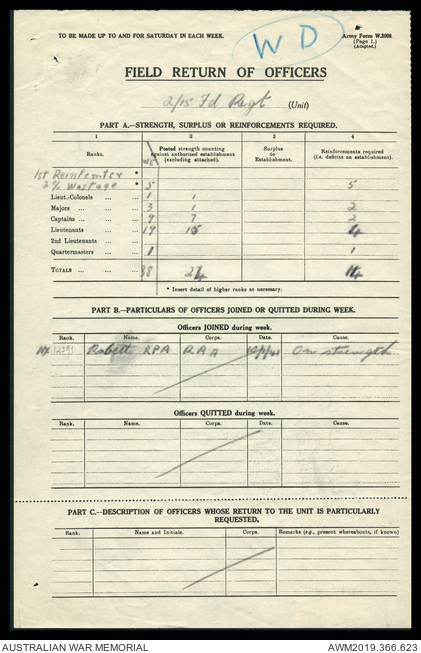 TO BE MADE UP TO AND FOR SATURDAY IN EACH WEEK.
WD
Army Form W.3009.
(Page 1.)
(Adapted.)
FIELD RETURN OF OFFICERS
2/15 Fd Regt (Unit)
PART A.—STRENGTH, SURPLUS OR REINFORCEMENTS REQUIRED.
1 2 3 4
Ranks. WE Posted strength counting against authorized establishment (excluding attached). Surplus to Establishment. Reinforcements required (i.e. deficits on establishment).
1st Reinfcmts *
3% Wastage * 5 5
Lieut.-Colonels ... ... 1 1
Majors ... ... ... 3 1 2
Captains ... ... ... 9 7 2
Lieutenants ... ... 19 15 4
2nd Lieutenants ... ...
Quartermasters ... ... 1 1
TOTALS ... ... ... 38 24 14
* Insert detail of higher ranks as necessary.
PART B.—PARTICULARS OF OFFICERS JOINED OR QUITTED DURING WEEK.
Officers JOINED during week.
Rank. Name. Corps. Date. Cause.
NX RPA RAA On strength
Officers QUITTED during week.
Rank. Name. Corps. Date. Cause.
PART C.—DESCRIPTION OF OFFICERS WHOSE RETURN TO THE UNIT IS PARTICULARLY
REQUESTED.
Rank. Name and Initials. Corps. Remarks (e.g., present whereabouts, if known)
AUSTRALIAN WAR MEMORIAL AWM2019.366.623